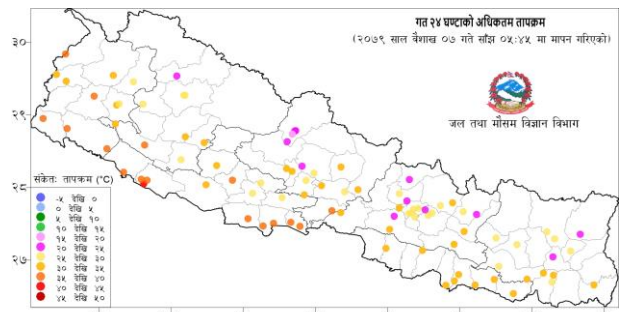 गत २४ घण्टाको अधिकतम तापक्रम
(२०७९ साल वैशाख ०७ गते साँझ ०५:४५ मा मापन गरिएको)
जल तथा मौसम विज्ञान विभाग
३०
२९
२८
२७
संकेतः तापक्रम (°C)
-५ देखि ०
० देखि ५
५ देखि १०
१० देखि १५
१५ देखि २०
२० देखि २५
२५ देखि ३०
३० देखि ३५
३५ देखि ४०
४० देखि ४५
४५ देखि ५०